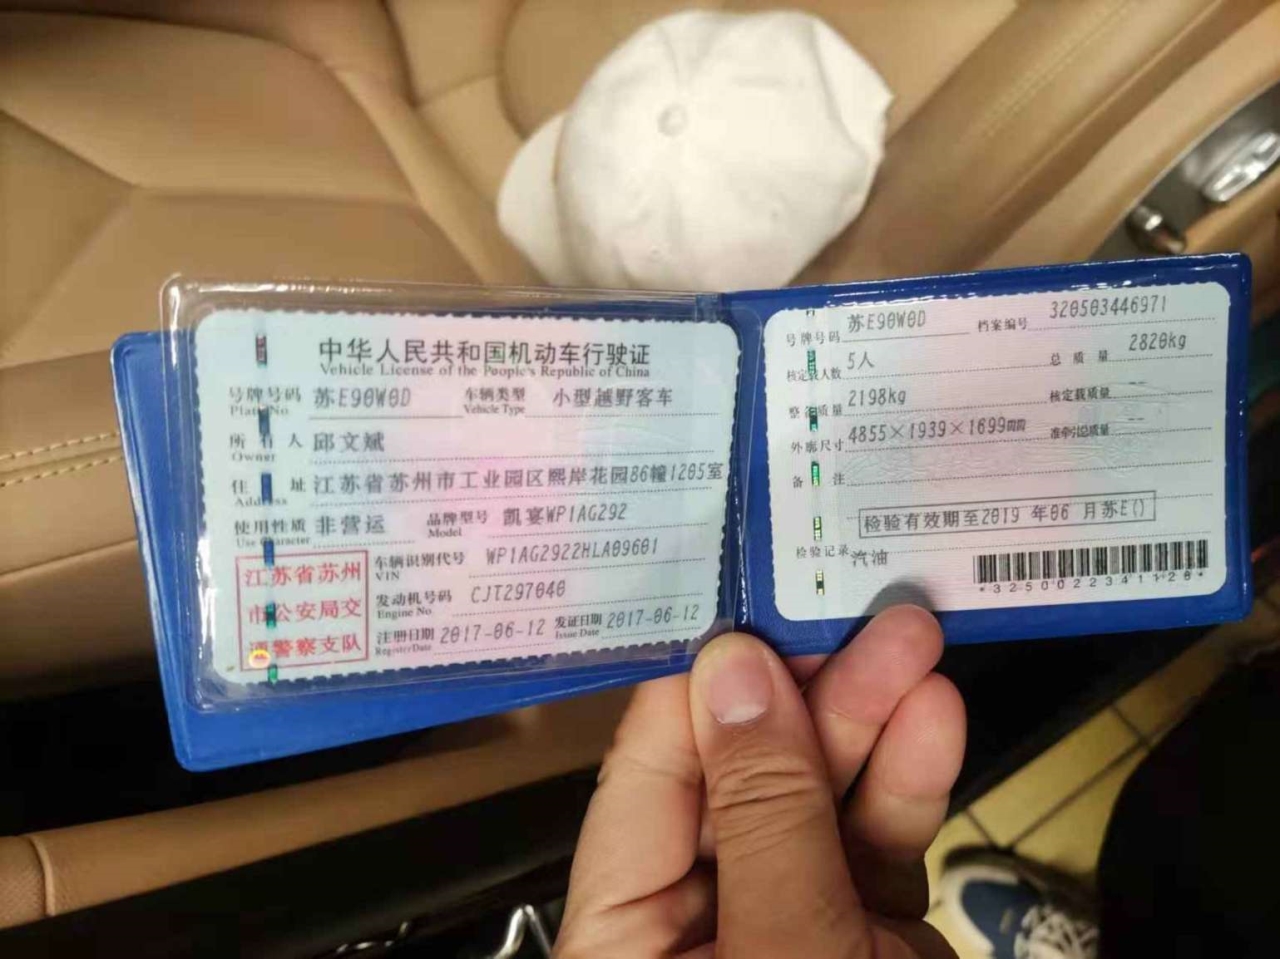 中华人民共和国机动车行驶证
Vehicle License of the People's Republic of China
号牌号码 苏E90W0D 车辆类型 小型越野客车
Plate No. Vehicle Type
所有人 邱文斌
Owner
住址 江苏省苏州市工业园区熙岸花园86幢1205室
Address
使用性质 非营运 品牌型号 凯宴WP1AG292
Use Character Model
江苏省苏州
市公安局交
通警察支队
车辆识别代号 WP1AG2922HLA09601
VIN
发动机号码 CJT297040
Engine No.
注册日期 2017-06-12 发证日期 2017-06-12
Register Date Issue Date
号牌号码 苏E90W0D 档案编号 320503446971
核定载人数 5人 总质量 2820kg
整备质量 2198kg 核定载质量 --
外廓尺寸 4855×1939×1699mm 准牵引总质量 --
备注
检验有效期至2019年06月苏E()
检验记录 汽油
*3250022341120*